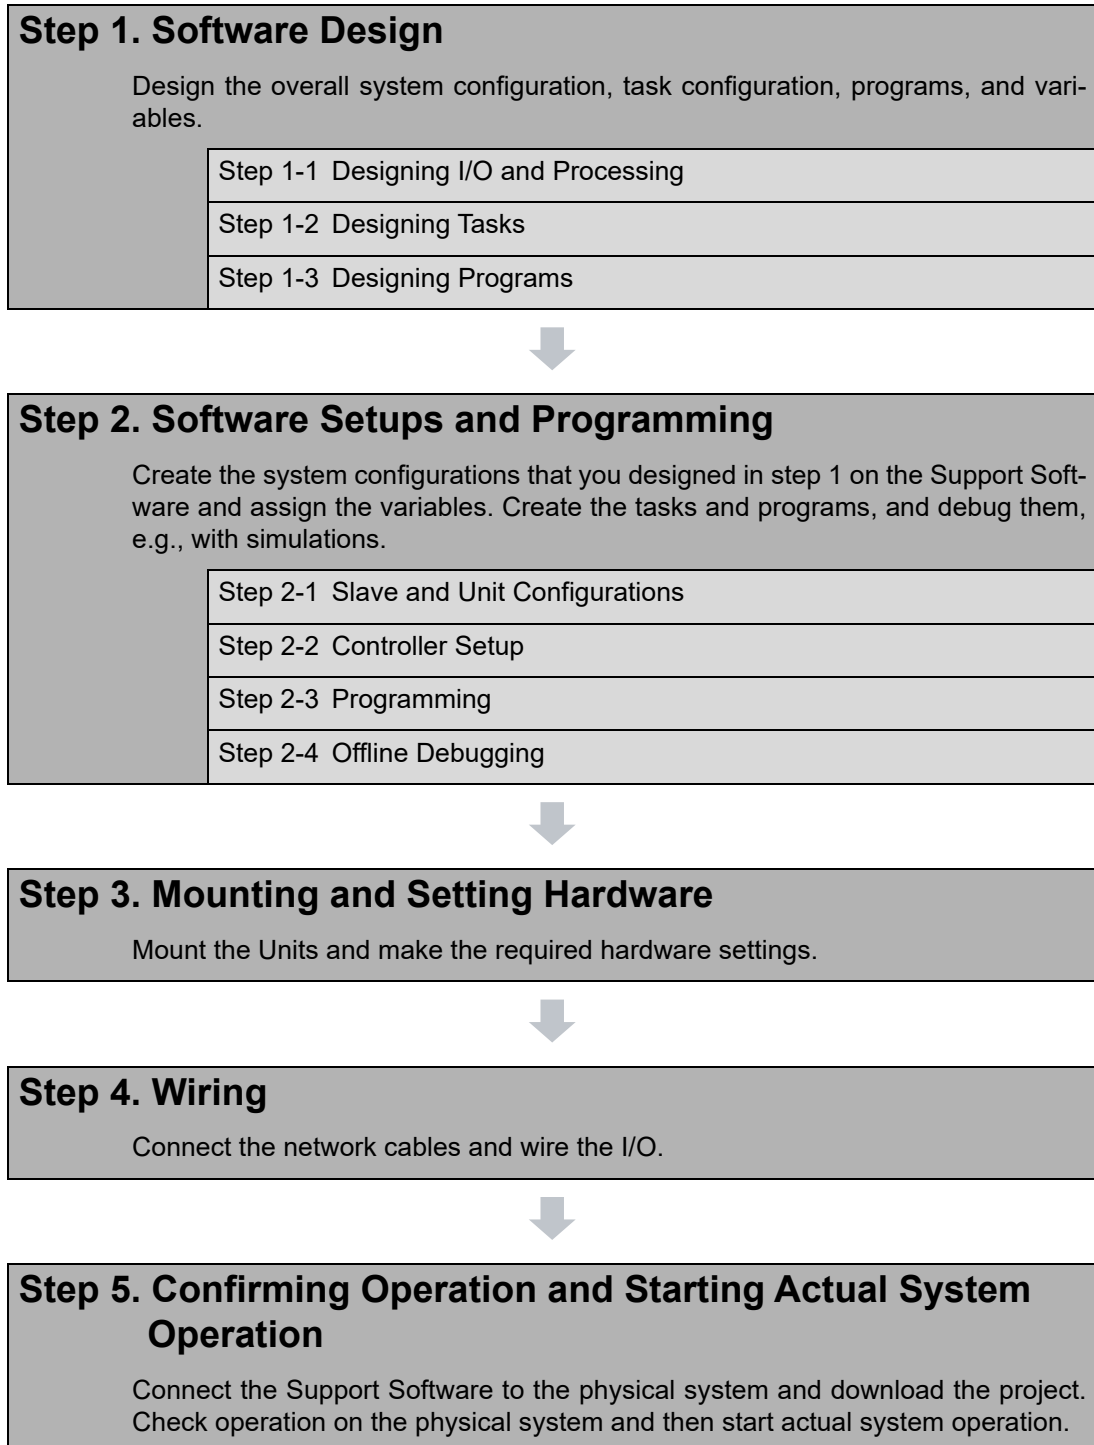 Step 1. Software Design
Design the overall system configuration, task configuration, programs, and vari-
ables.
Step 1-1 Designing I/O and Processing
Step 1-2 Designing Tasks
Step 1-3 Designing Programs
Step 2. Software Setups and Programming
Create the system configurations that you designed in step 1 on the Support Soft-
ware and assign the variables. Create the tasks and programs, and debug them,
e.g., with simulations.
Step 2-1 Slave and Unit Configurations
Step 2-2 Controller Setup
Step 2-3 Programming
Step 2-4 Offline Debugging
Step 3. Mounting and Setting Hardware
Mount the Units and make the required hardware settings.
Step 4. Wiring
Connect the network cables and wire the I/O.
Step 5. Confirming Operation and Starting Actual System
Operation
Connect the Support Software to the physical system and download the project.
Check operation on the physical system and then start actual system operation.